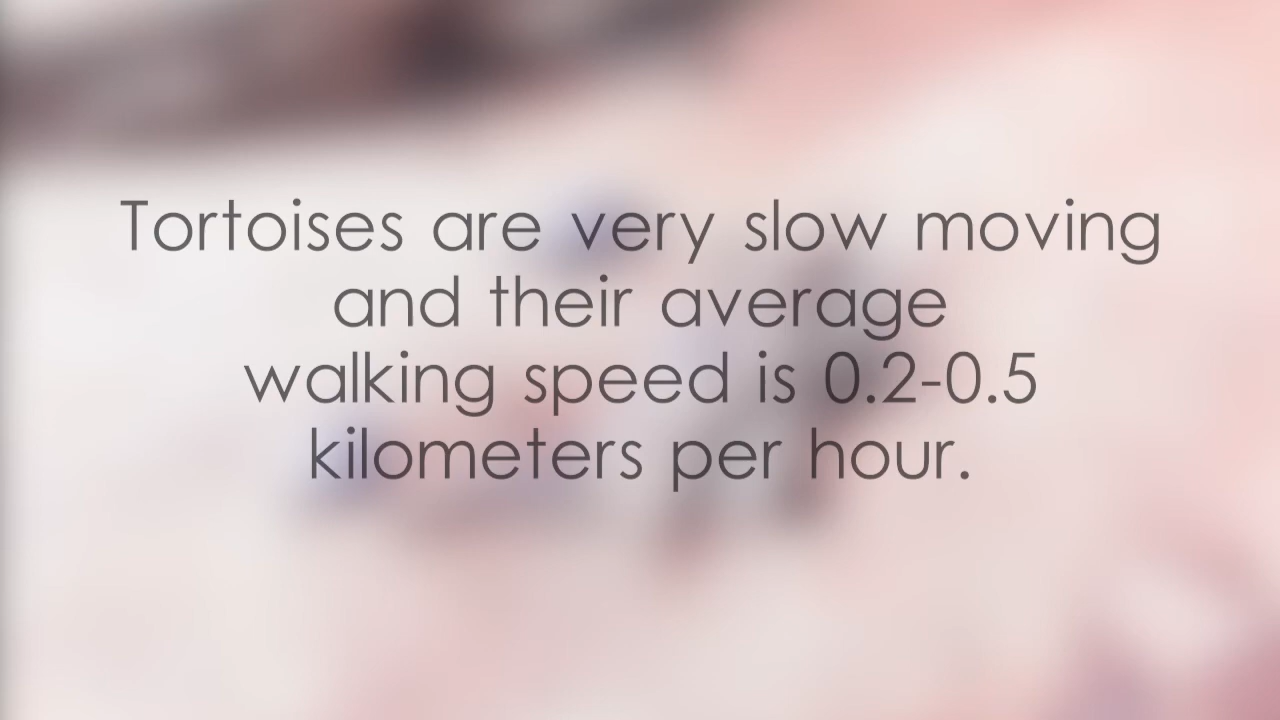 Tortoises are very slow moving
and their average
walking speed is 0.2-0.5
kilometers per hour.